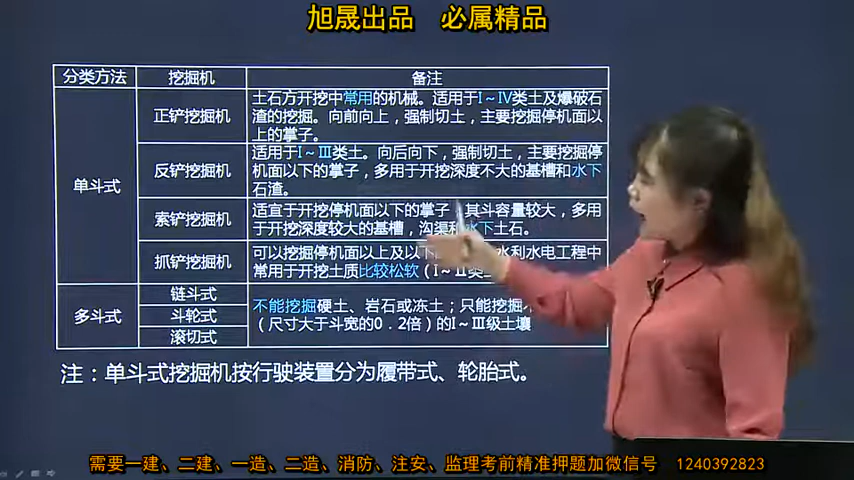 旭晟出品 必属精品
分类方法 挖掘机 备注
单斗式
正铲挖掘机
土石方开挖中常用的机械。适用于Ⅰ～Ⅳ类土及爆破石
渣的挖掘。向前向上，强制切土，主要挖掘停机面以
上的掌子。
反铲挖掘机
适用于Ⅰ～Ⅲ类土。向后向下，强制切土，主要挖掘停
机面以下的掌子，多用于开挖深度不大的基槽和水下
石渣。
索铲挖掘机
适宜于开挖停机面以下的掌子，其斗容量较大，多用
于开挖深度较大的基槽，沟渠和水下土石。
抓铲挖掘机
可以挖掘停机面以上及以下 水利水电工程中
常用于开挖土质比较松软（Ⅰ～Ⅱ类
多斗式
链斗式
斗轮式
滚切式
不能挖掘硬土、岩石或冻土；只能挖掘不
（尺寸大于斗宽的0．2倍）的Ⅰ～Ⅲ级土壤
注：单斗式挖掘机按行驶装置分为履带式、轮胎式。
需要一建、二建、一造、二造、消防、注安、监理考前精准押题加微信号 1240392823